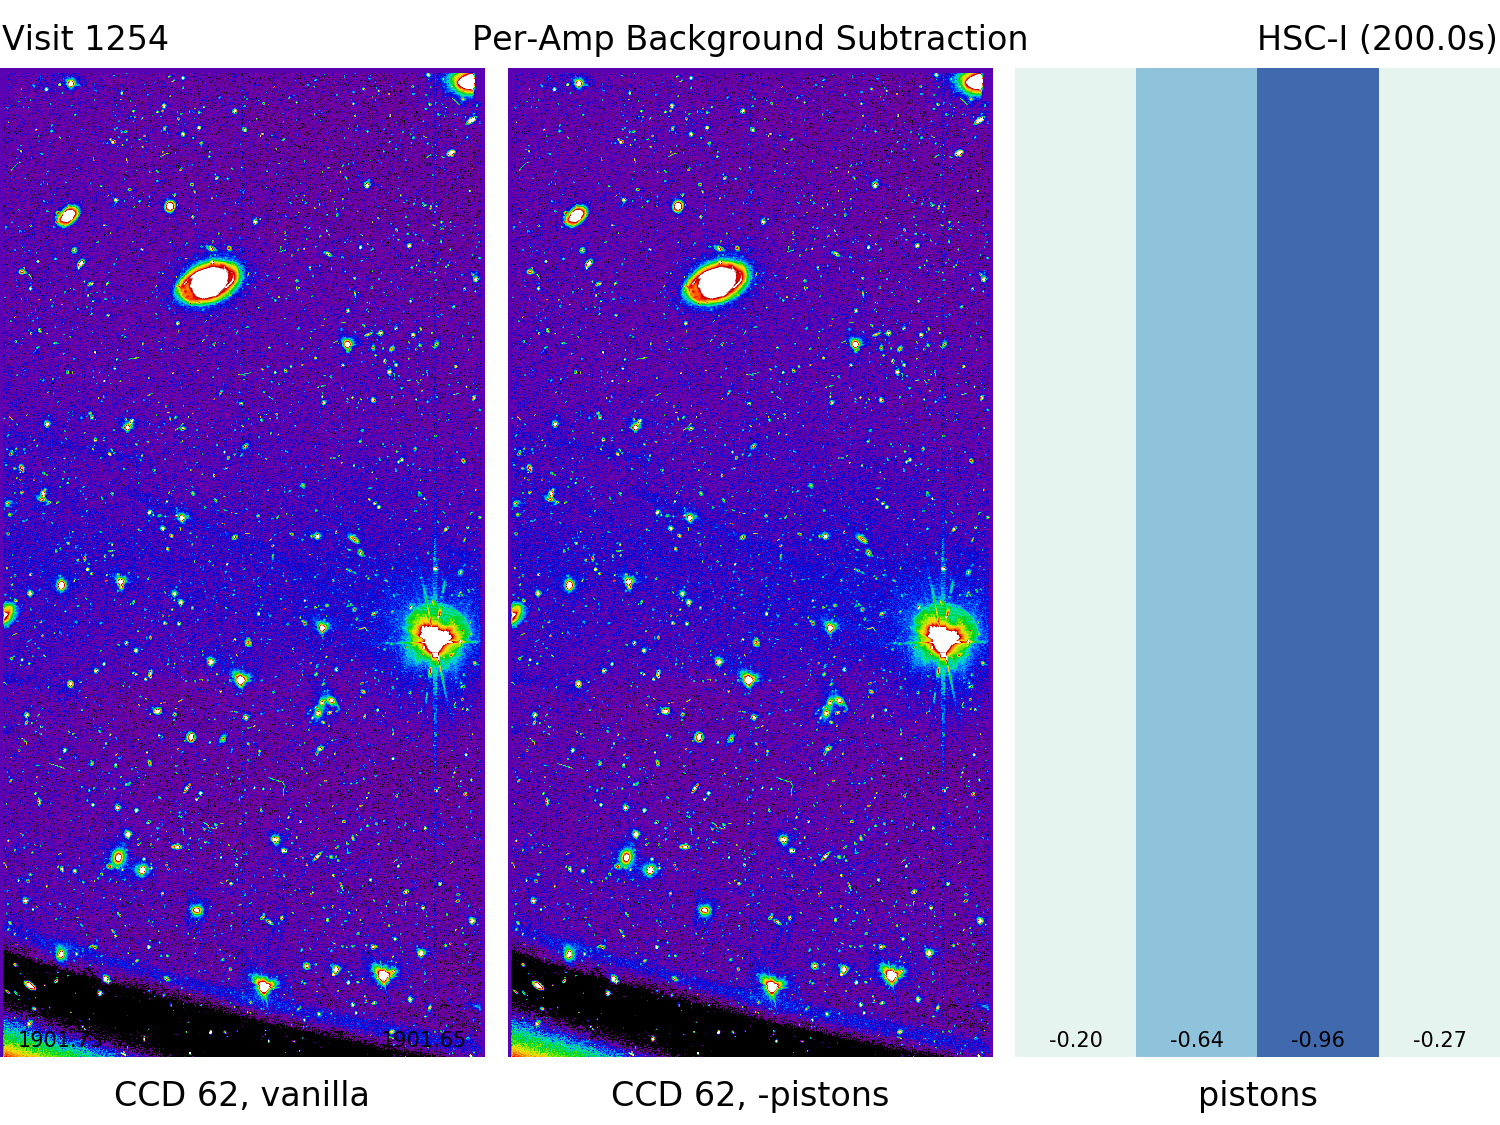 Visit 1254
Per-Amp Background Subtraction
HSC-I (200.0s)
1901.65
-0.20
-0.64
-0.96
-0.27
CCD 62, vanilla
CCD 62, -pistons
pistons